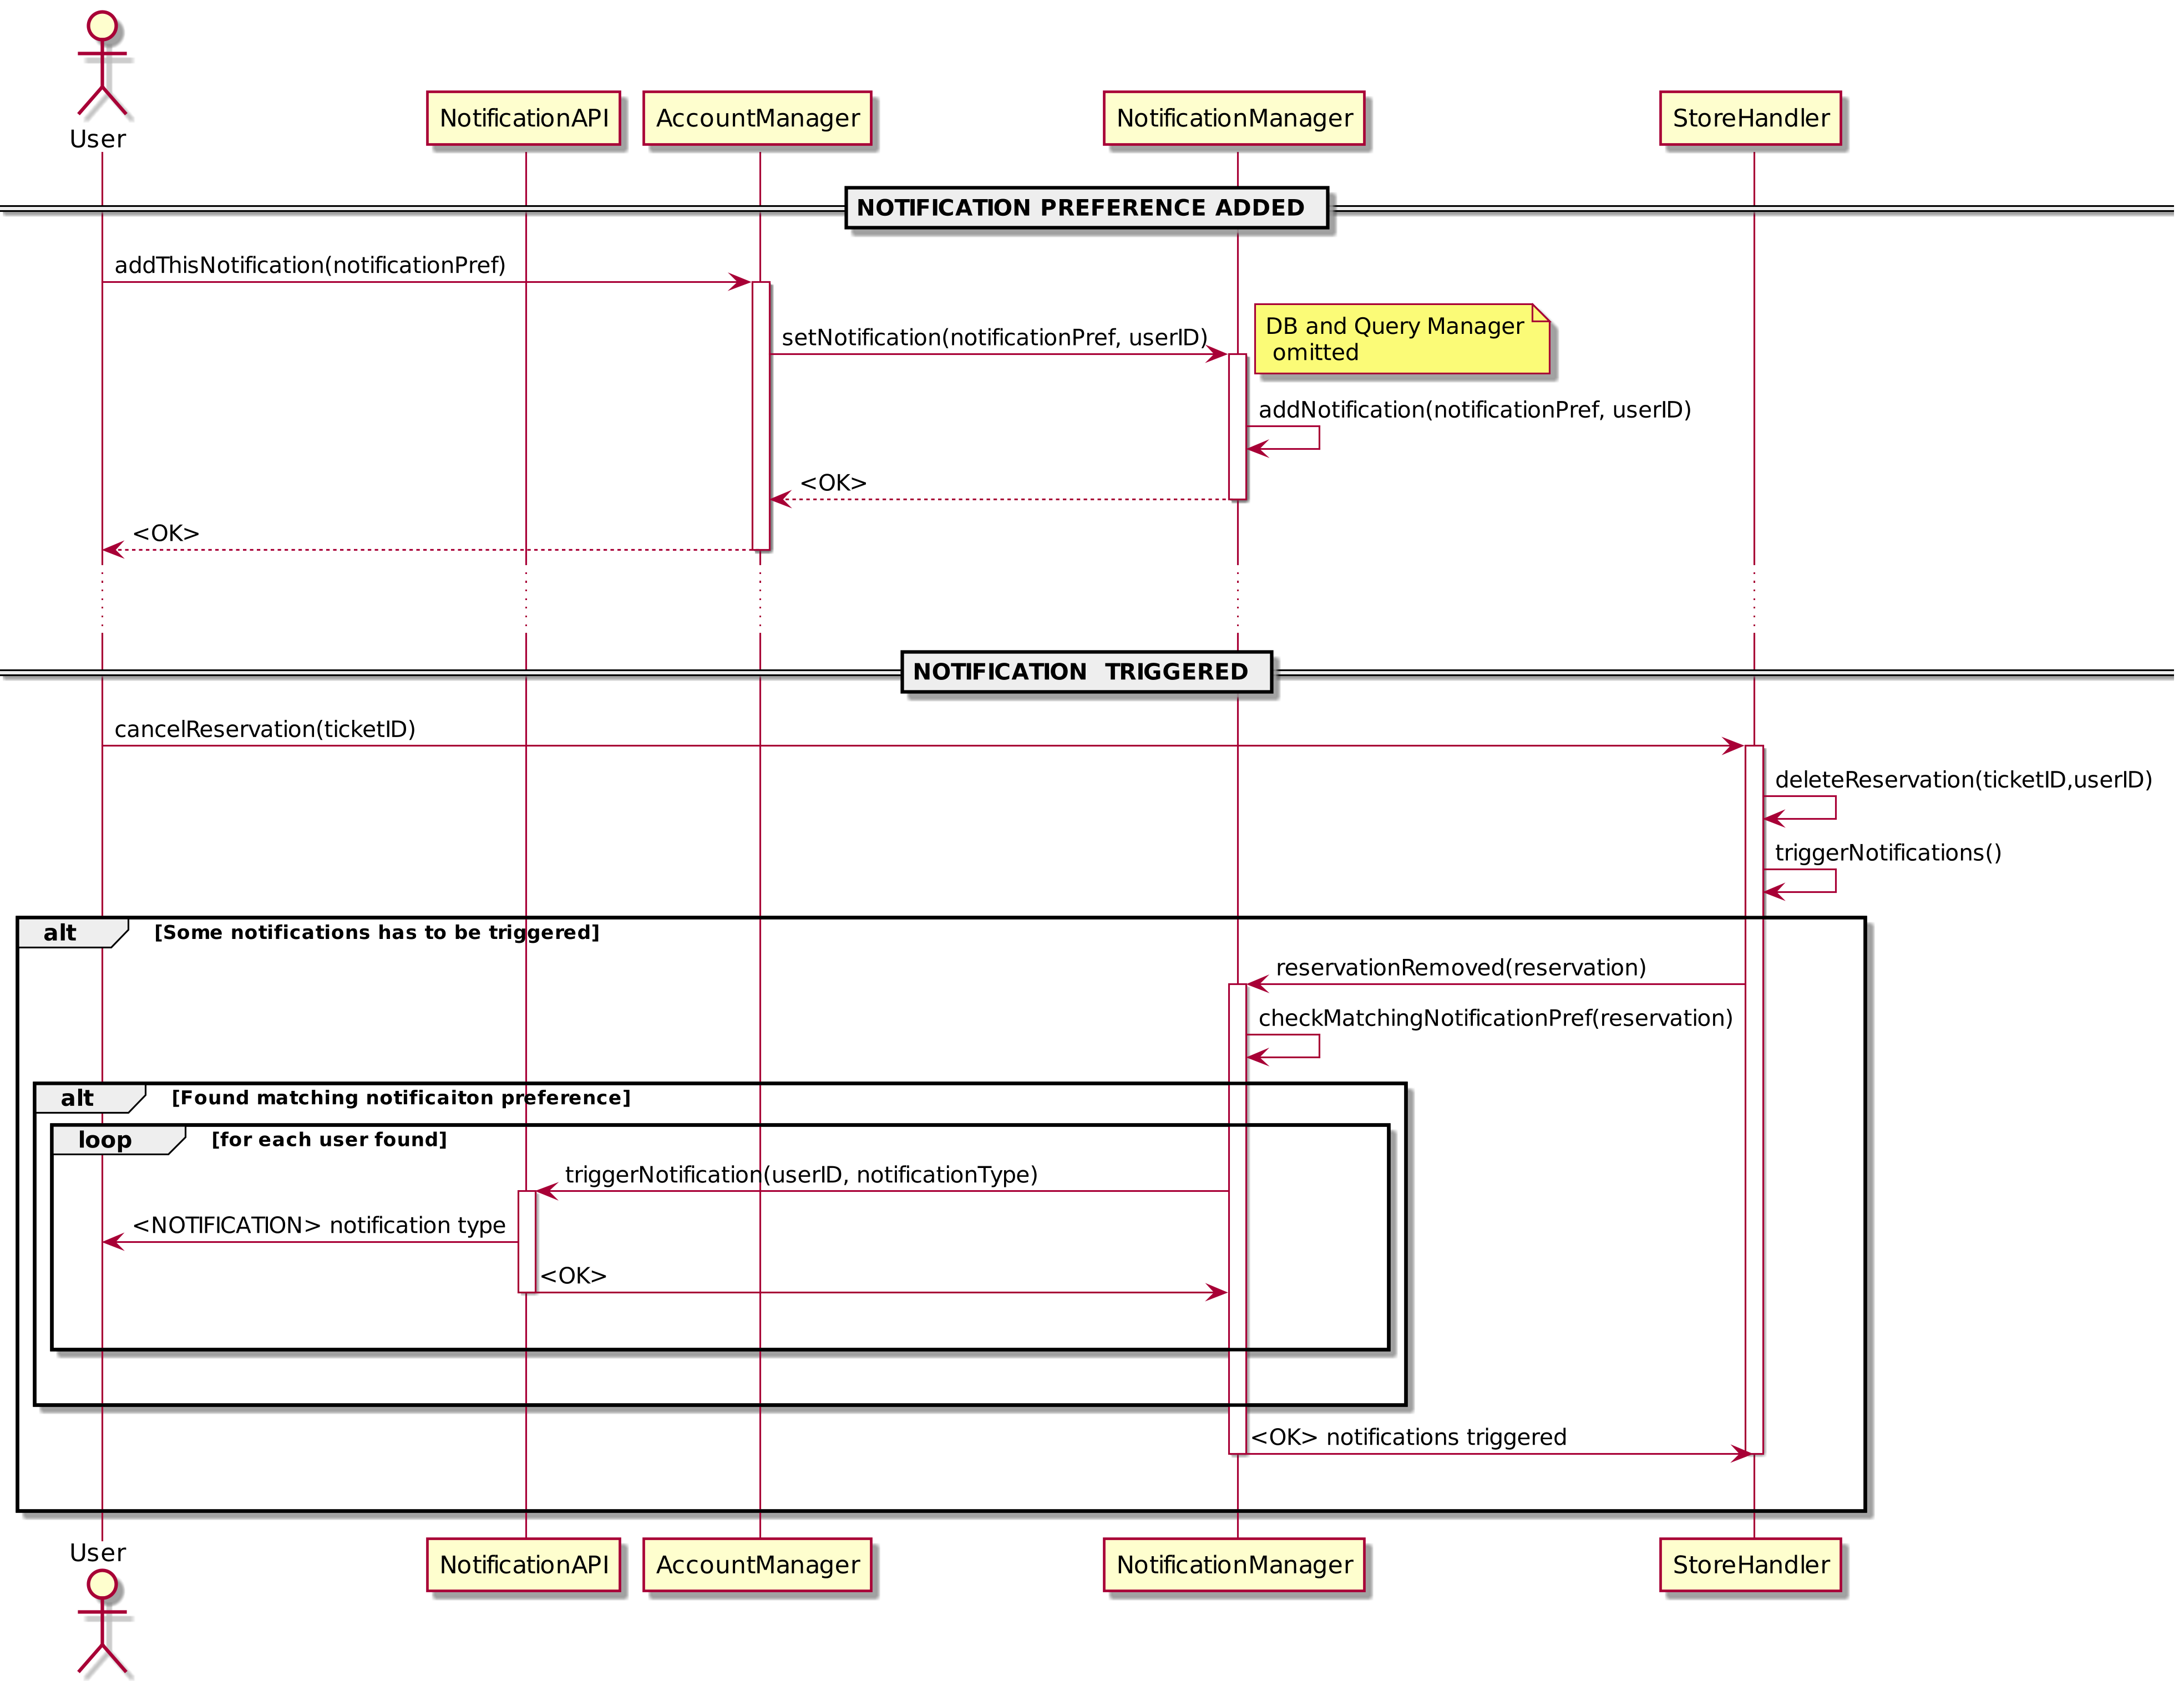 User
NotificationAPI
AccountManager
NotificationManager
StoreHandler
NOTIFICATION PREFERENCE ADDED
addThisNotification(notificationPref)
setNotification(notificationPref, userID)
DB and Query Manager
omitted
addNotification(notificationPref, userID)
<OK>
<OK>
NOTIFICATION  TRIGGERED
cancelReservation(ticketID)
deleteReservation(ticketID,userID)
triggerNotifications()
alt [Some notifications has to be triggered]
reservationRemoved(reservation)
checkMatchingNotificationPref(reservation)
alt [Found matching notificaiton preference]
loop [for each user found]
triggerNotification(userID, notificationType)
<NOTIFICATION> notification type
<OK>
<OK> notifications triggered
User
NotificationAPI
AccountManager
NotificationManager
StoreHandler